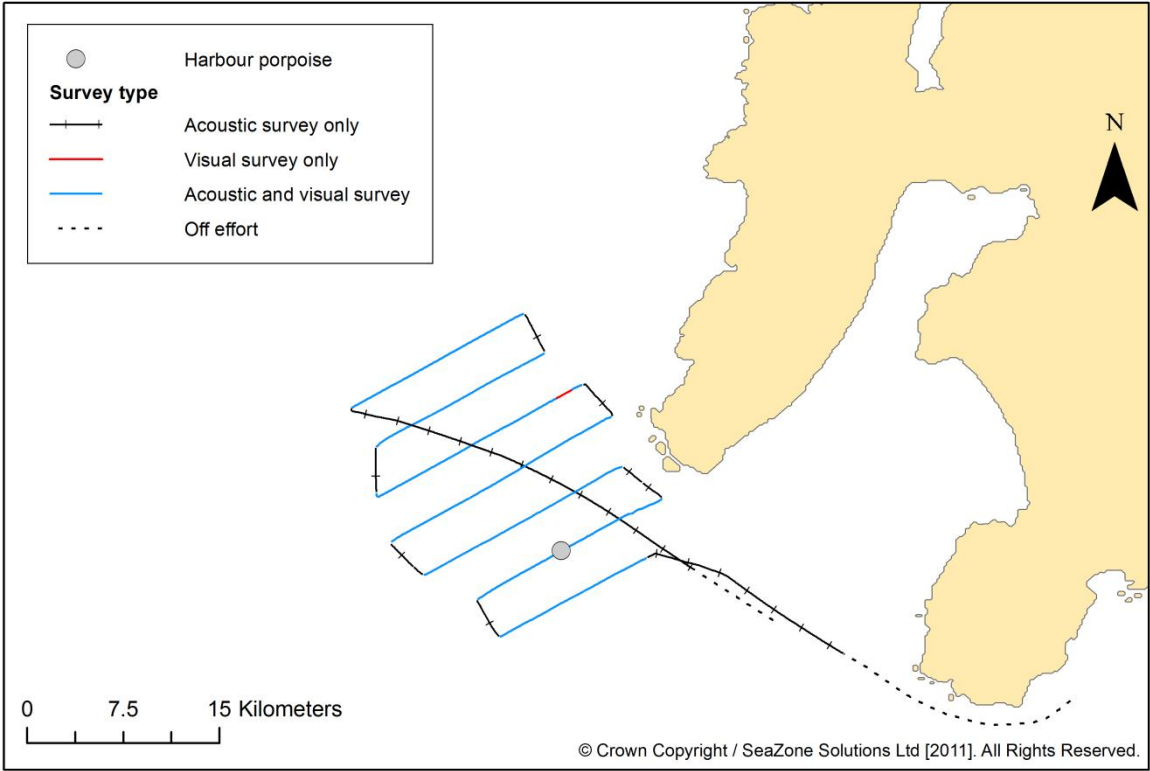 Harbour porpoise
Survey type
Acoustic survey only
Visual survey only
Acoustic and visual survey
Off effort
N
0 7.5 15 Kilometers
© Crown Copyright / SeaZone Solutions Ltd [2011]. All Rights Reserved.